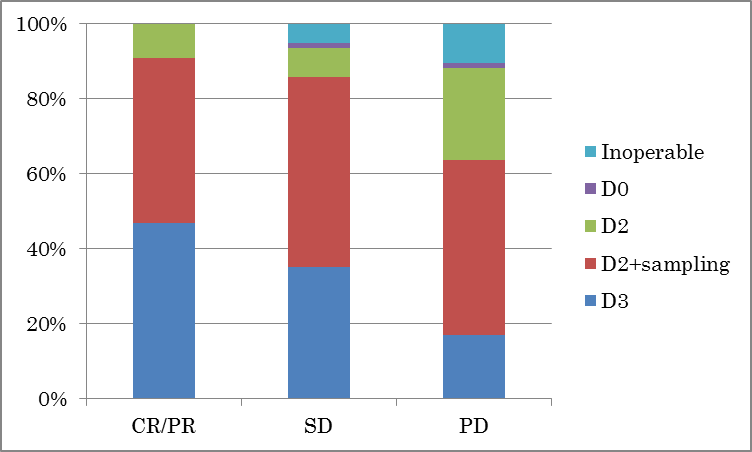 100%
80%
60%
40%
20%
0%
CR/PR
SD
PD
Inoperable
D0
D2
D2+sampling
D3